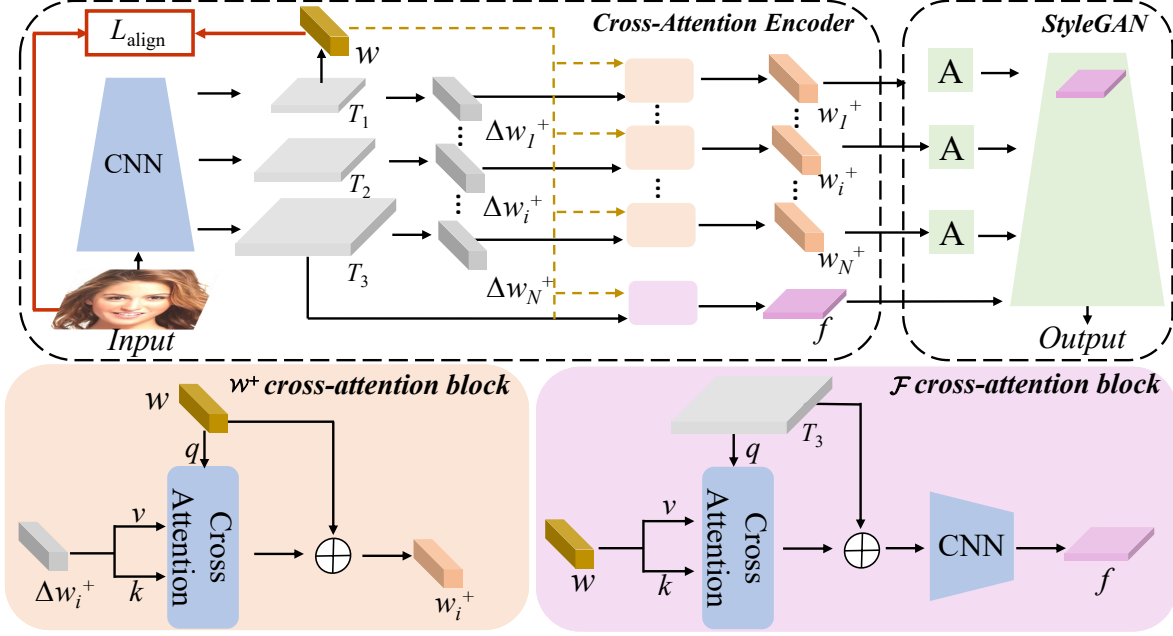 Cross-Attention Encoder
StyleGAN
L_align
w
CNN
T_1
T_2
T_3
Δw_1^+
Δw_i^+
Δw_N^+
w_1^+
w_i^+
w_N^+
f
A
A
A
Input
Output
w^+ cross-attention block
w
q
v
k
Δw_i^+
Cross
Attention
w_i^+
F cross-attention block
T_3
q
v
k
w
Cross
Attention
CNN
f